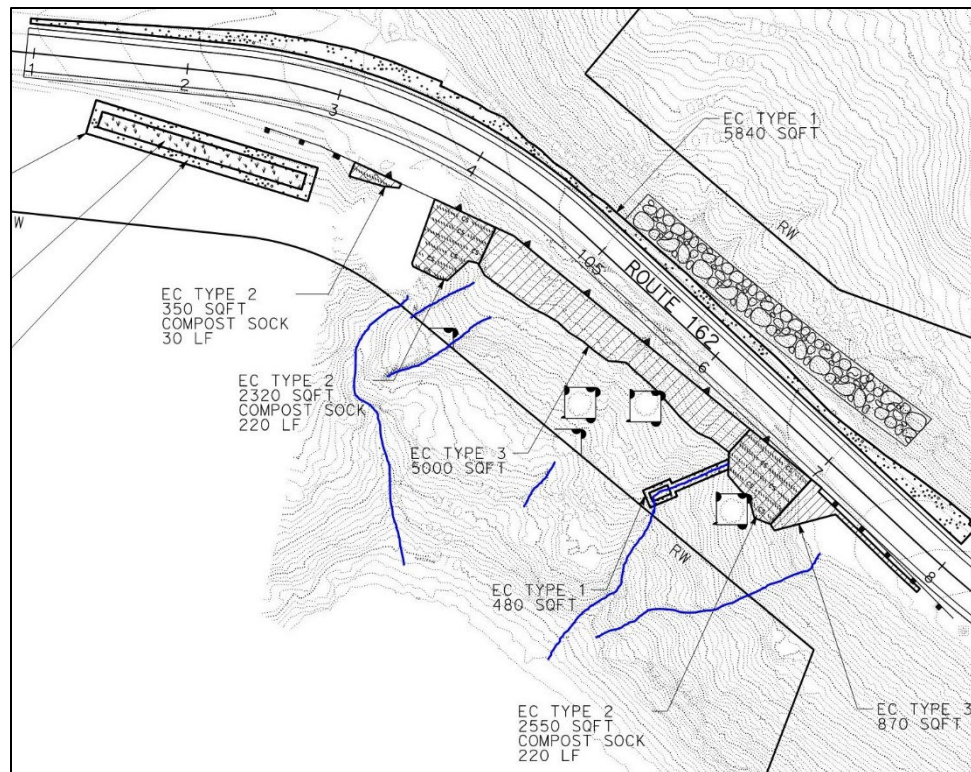 1
2
3
4
105
ROUTE 162
6
7
8
EC TYPE 1
5840 SQFT
RW
W
EC TYPE 2
350 SQFT
COMPOST SOCK
30 LF
EC TYPE 2
2320 SQFT
COMPOST SOCK
220 LF
EC TYPE 3
5000 SQFT
RW
EC TYPE 1
480 SQFT
EC TYPE 2
2550 SQFT
COMPOST SOCK
220 LF
EC TYPE 3
870 SQFT